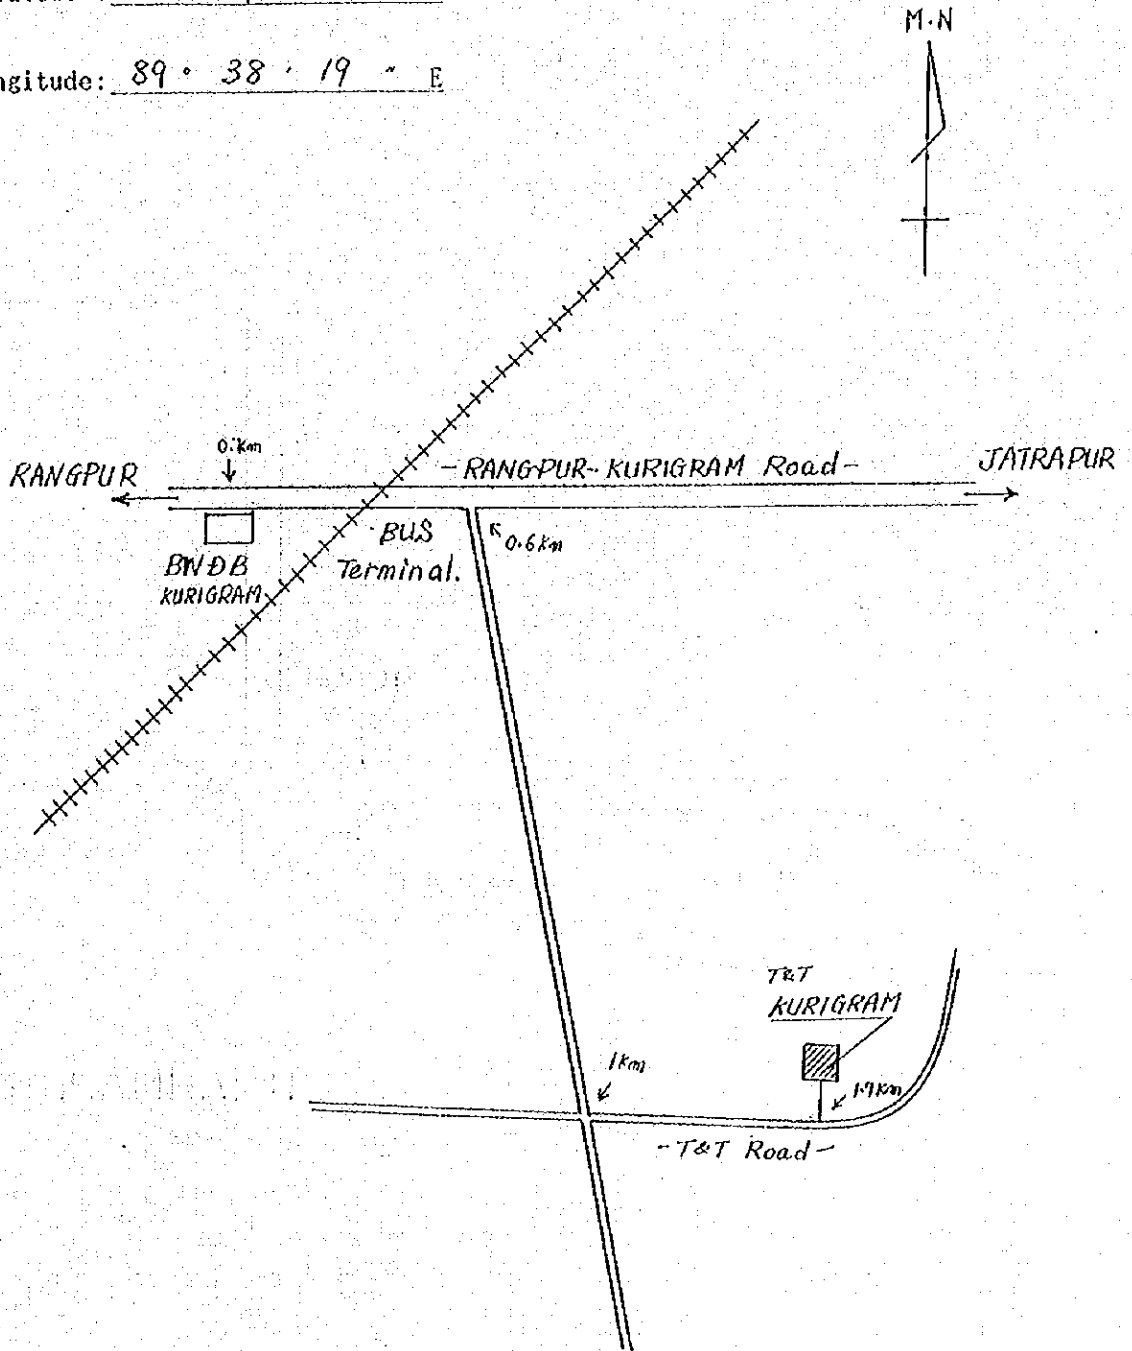 M.N
ngitude: 89° 38' 19" E
0.km
RANGPUR
-RANGPUR-KURIGRAM Road-
JATRAPUR
BUS
Terminal.
0.6km
BWDB
KURIGRAM
T&T
KURIGRAM
1km
1.9km
-T&T Road-